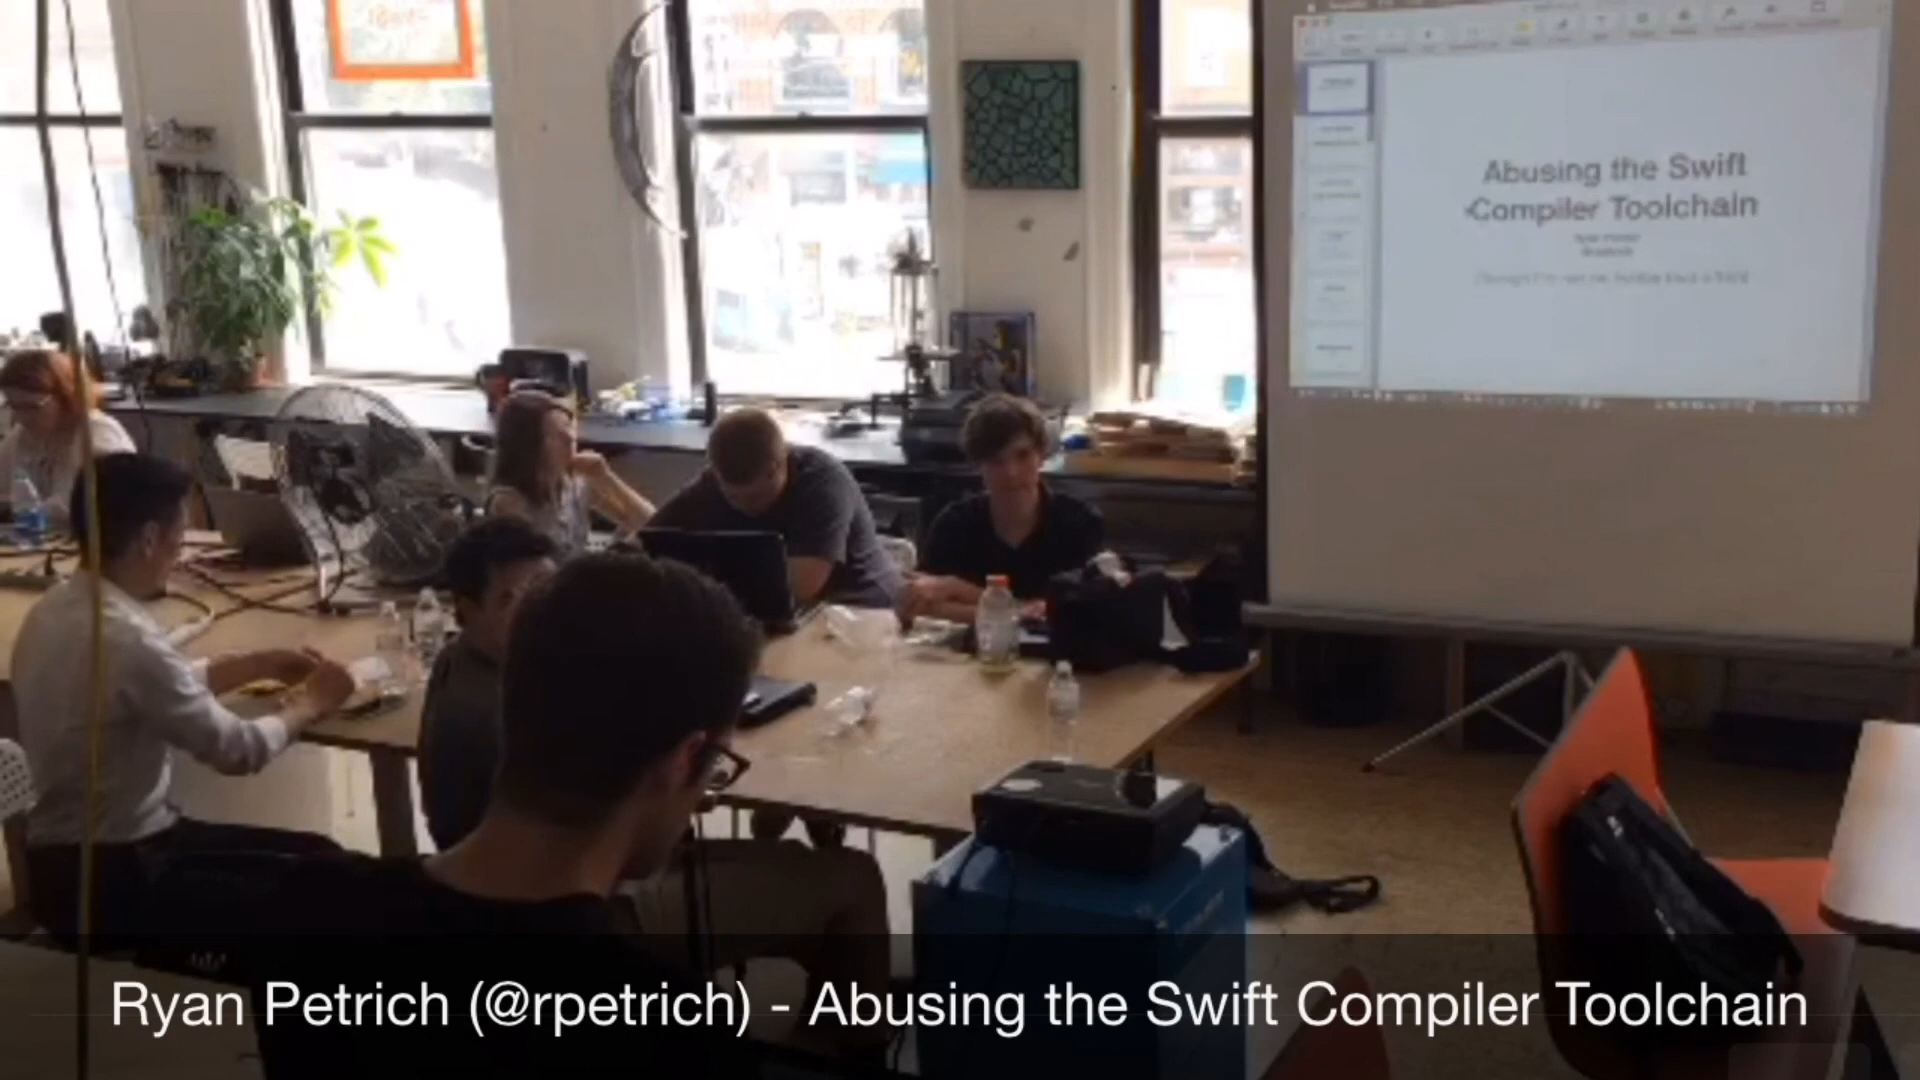 Abusing the Swift
Compiler Toolchain
Ryan Petrich (@rpetrich) - Abusing the Swift Compiler Toolchain